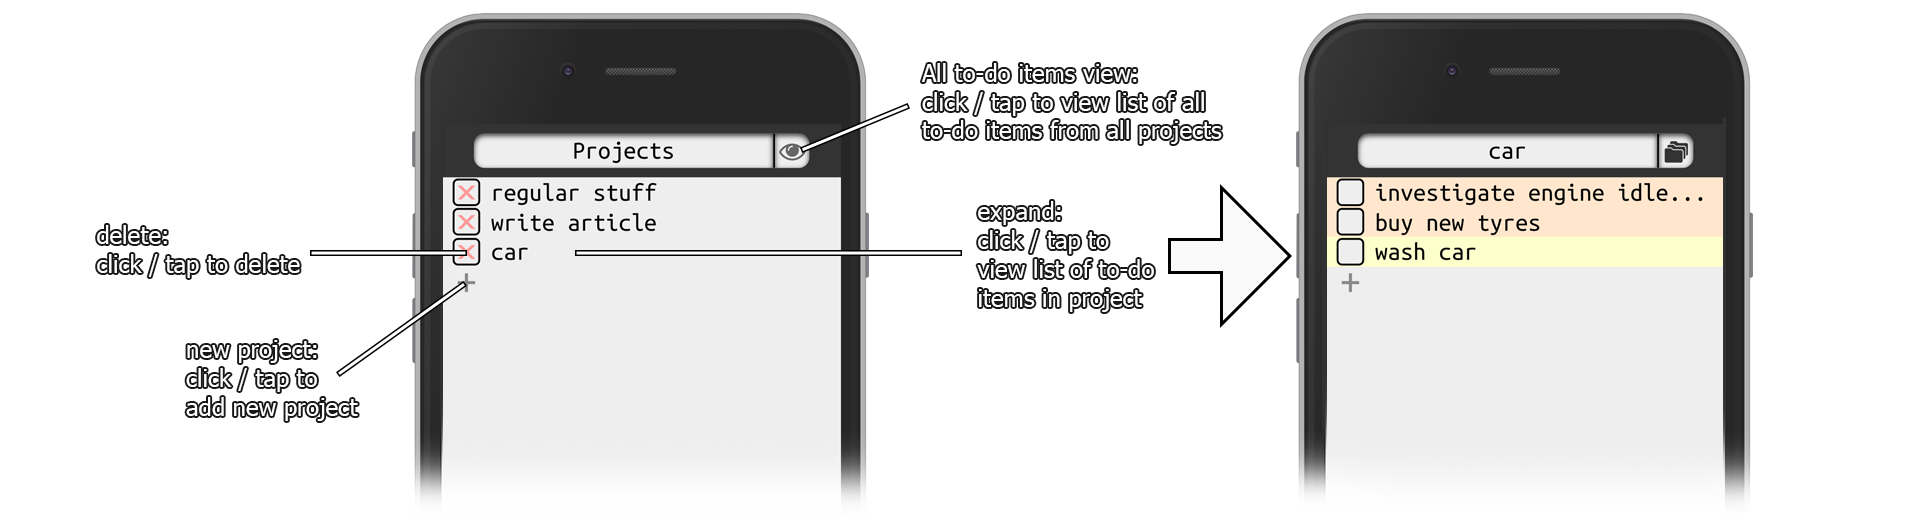 All to-do items view:
click / tap to view list of all
to-do items from all projects
Projects
regular stuff
write article
car
+
delete:
click / tap to delete
new project:
click / tap to
add new project
expand:
click / tap to
view list of to-do
items in project
car
investigate engine idle...
buy new tyres
wash car
+